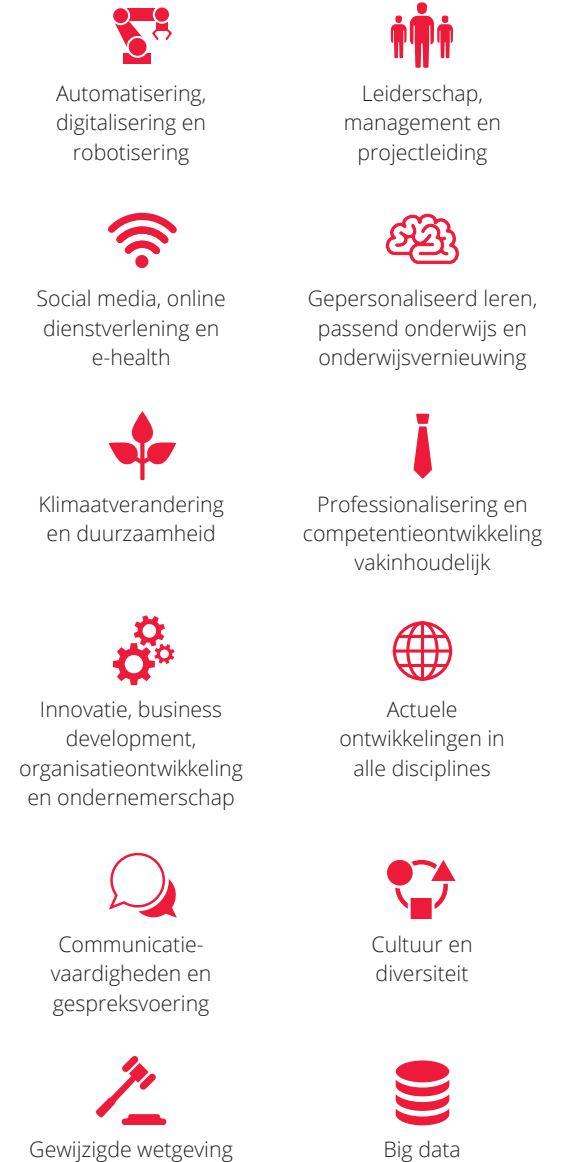 Automatisering,
digitalisering en
robotisering
Leiderschap,
management en
projectleiding
Social media, online
dienstverlening en
e-health
Gepersonaliseerd leren,
passend onderwijs en
onderwijsvernieuwing
Klimaatverandering
en duurzaamheid
Professionalisering en
competentieontwikkeling
vakinhoudelijk
Innovatie, business
development,
organisatieontwikkeling
en ondernemerschap
Actuele
ontwikkelingen in
alle disciplines
Communicatie-
vaardigheden en
gespreksvoering
Cultuur en
diversiteit
Gewijzigde wetgeving
Big data